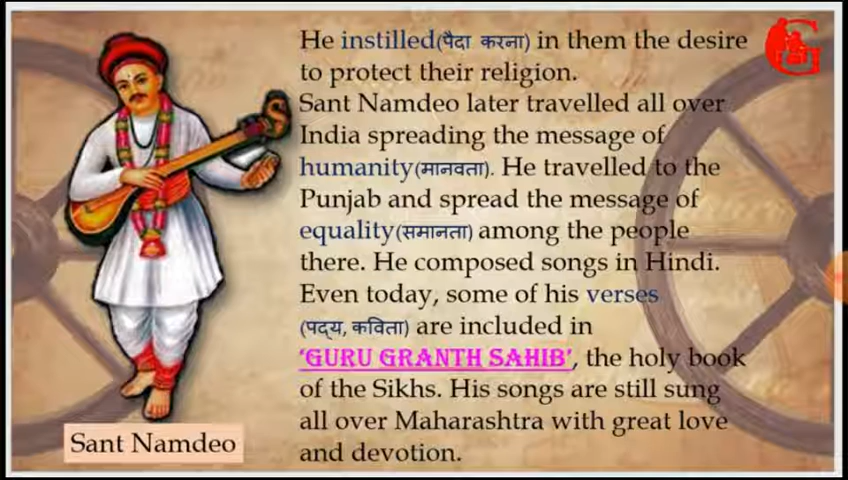 He instilled(पैदा करना) in them the desire
to protect their religion.
Sant Namdeo later travelled all over
India spreading the message of
humanity(मानवता). He travelled to the
Punjab and spread the message of
equality(समानता) among the people
there. He composed songs in Hindi.
Even today, some of his verses
(पद्य, कविता) are included in
‘GURU GRANTH SAHIB’, the holy book
of the Sikhs. His songs are still sung
all over Maharashtra with great love
and devotion.
Sant Namdeo